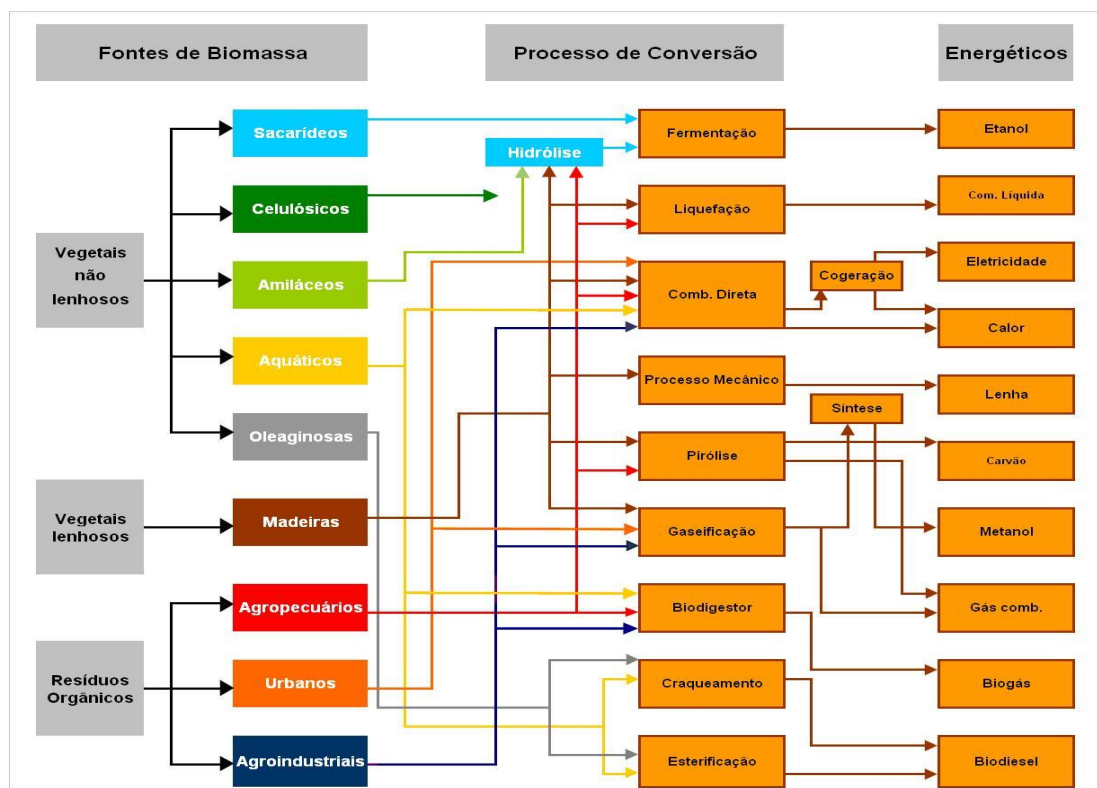 Fontes de Biomassa
Processo de Conversão
Energéticos
Vegetais
não
lenhosos
Vegetais
lenhosos
Resíduos
Orgânicos
Sacarídeos
Celulósicos
Amiláceos
Aquáticos
Oleaginosas
Madeiras
Agropecuários
Urbanos
Agroindustriais
Hidrólise
Fermentação
Liquefação
Comb. Direta
Processo Mecânico
Pirólise
Gaseificação
Biodigestor
Craqueamento
Esterificação
Cogeração
Síntese
Etanol
Com. Líquida
Eletricidade
Calor
Lenha
Carvão
Metanol
Gás comb.
Biogás
Biodiesel